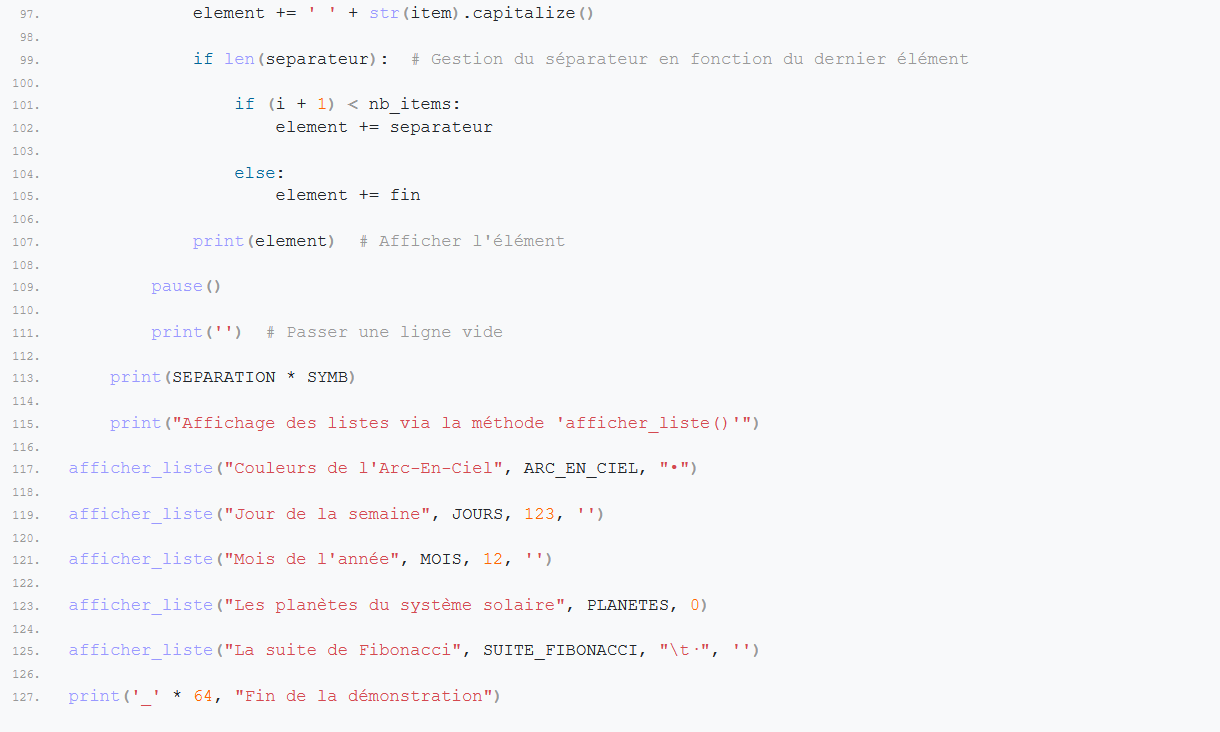 97. element += ' ' + str(item).capitalize()
98.
99. if len(separateur):  # Gestion du séparateur en fonction du dernier élément
100.
101. if (i + 1) < nb_items:
102. element += separateur
103.
104. else:
105. element += fin
106.
107. print(element)  # Afficher l'élément
108.
109. pause()
110.
111. print('')  # Passer une ligne vide
112.
113. print(SEPARATION * SYMB)
114.
115. print("Affichage des listes via la méthode 'afficher_liste()'")
116.
117. afficher_liste("Couleurs de l'Arc-En-Ciel", ARC_EN_CIEL, "•")
118.
119. afficher_liste("Jour de la semaine", JOURS, 123, '')
120.
121. afficher_liste("Mois de l'année", MOIS, 12, '')
122.
123. afficher_liste("Les planètes du système solaire", PLANETES, 0)
124.
125. afficher_liste("La suite de Fibonacci", SUITE_FIBONACCI, "\t·", '')
126.
127. print('_' * 64, "Fin de la démonstration")